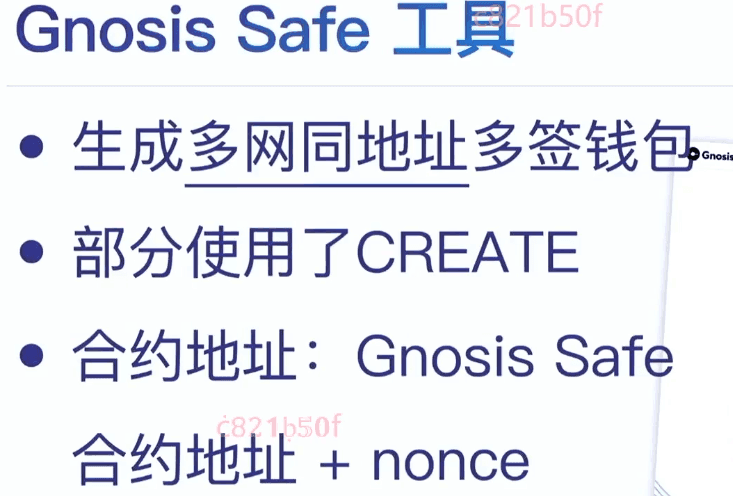 Gnosis Safe 工具
c821b50f
• 生成多网同地址多签钱包
Gnosis
• 部分使用了CREATE
• 合约地址：Gnosis Safe
c821b50f
合约地址 + nonce